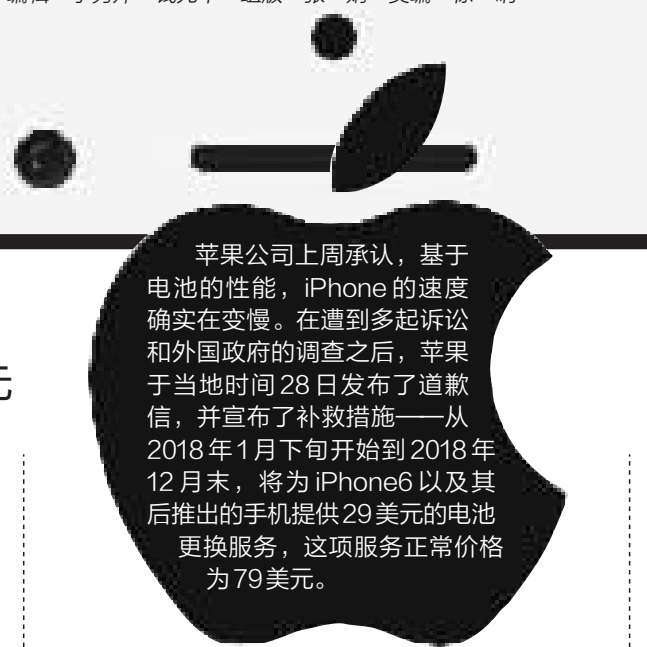 苹果公司上周承认，基于
电池的性能，iPhone 的速度
确实在变慢。在遭到多起诉讼
和外国政府的调查之后，苹果
于当地时间 28 日发布了道歉
信，并宣布了补救措施——从
2018 年 1 月下旬开始到 2018 年
12 月末，将为 iPhone6 以及其
后推出的手机提供 29 美元的电池
更换服务，这项服务正常价格
为 79 美元。